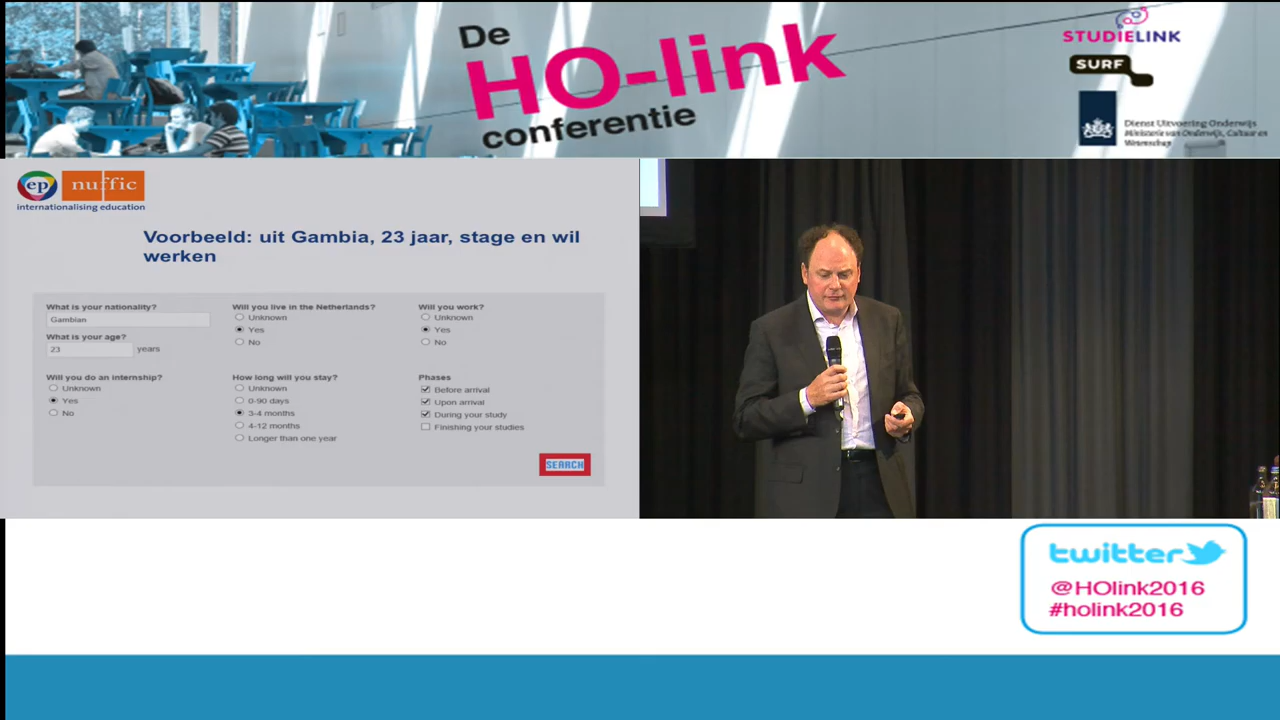 De
HO-link
conferentie
STUDIELINK
SURF
Dienst Uitvoering Onderwijs
Ministerie van Onderwijs, Cultuur en
Wetenschap
ep nuffic
internationalising education
Voorbeeld: uit Gambia, 23 jaar, stage en wil
werken
What is your nationality?
Gambian
What is your age?
23 years
Will you live in the Netherlands?
Unknown
Yes
No
Will you work?
Unknown
Yes
No
Will you do an internship?
Unknown
Yes
No
How long will you stay?
Unknown
0-90 days
3-4 months
4-12 months
Longer than one year
Phases
Before arrival
Upon arrival
During your study
Finishing your studies
SEARCH
twitter
@HOlink2016
#holink2016